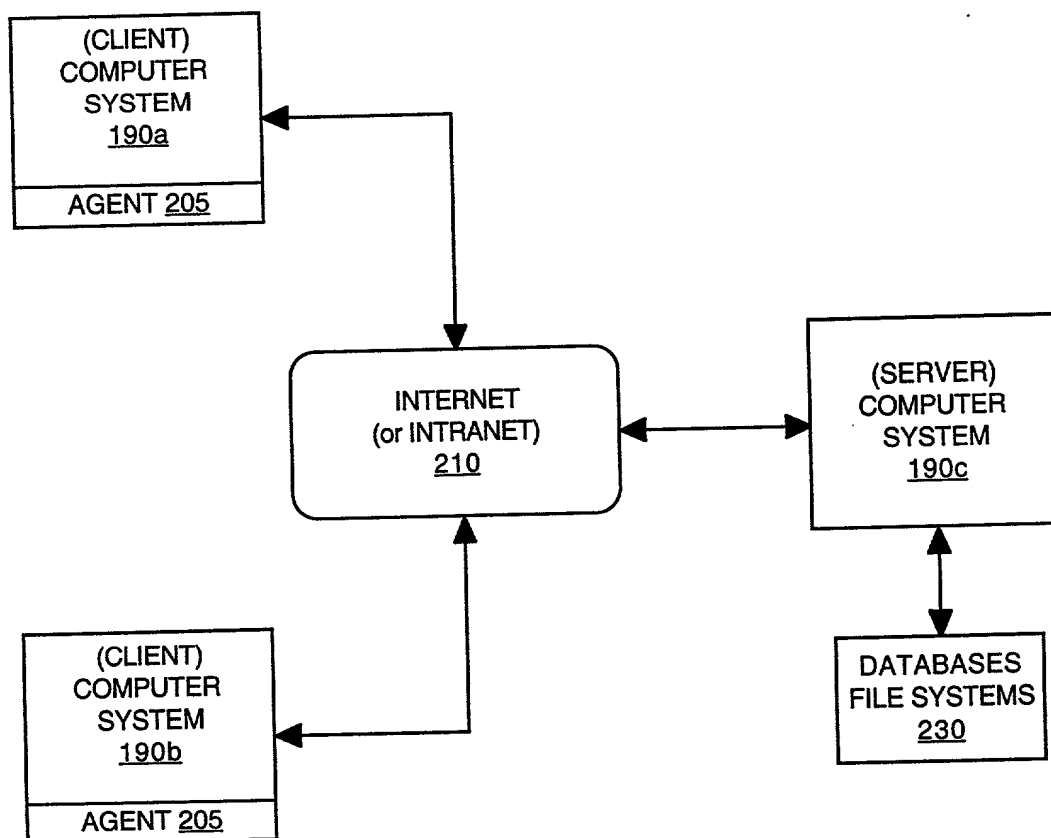 (CLIENT)
COMPUTER
SYSTEM
190a
AGENT 205
INTERNET
(or INTRANET)
210
(SERVER)
COMPUTER
SYSTEM
190c
(CLIENT)
COMPUTER
SYSTEM
190b
AGENT 205
DATABASES
FILE SYSTEMS
230